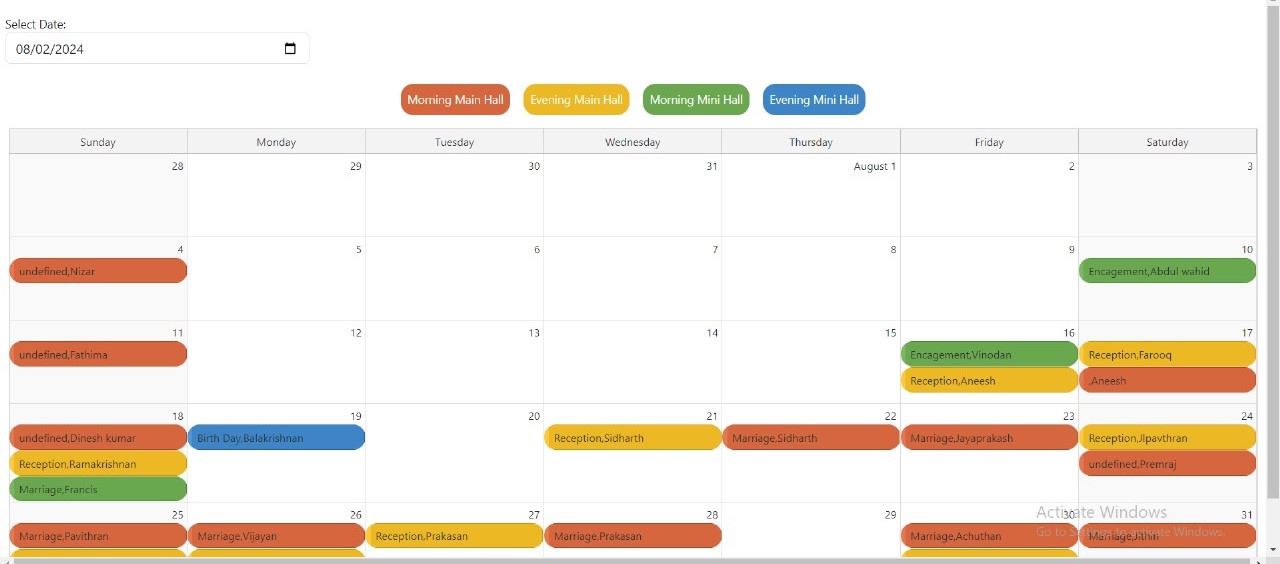 Select Date:
08/02/2024
Morning Main Hall Evening Main Hall Morning Mini Hall Evening Mini Hall
Sunday Monday Tuesday Wednesday Thursday Friday Saturday
28 29 30 31 August 1 2 3
4 5 6 7 8 9 10
undefined,Nizar Encagement,Abdul wahid
11 12 13 14 15 16 17
undefined,Fathima Encagement,Vinodan Reception,Farooq
Reception,Aneesh ,Aneesh
18 19 20 21 22 23 24
undefined,Dinesh kumar Birth Day,Balakrishnan Reception,Sidharth Marriage,Sidharth Marriage,Jayaprakash Reception,JIpavthran
Reception,Ramakrishnan undefined,Premraj
Marriage,Francis
Activate Windows
25 26 27 28 29 30 31
Go to Settings to activate Windows.
Marriage,Pavithran Marriage,Vijayan Reception,Prakasan Marriage,Prakasan Marriage,Achuthan